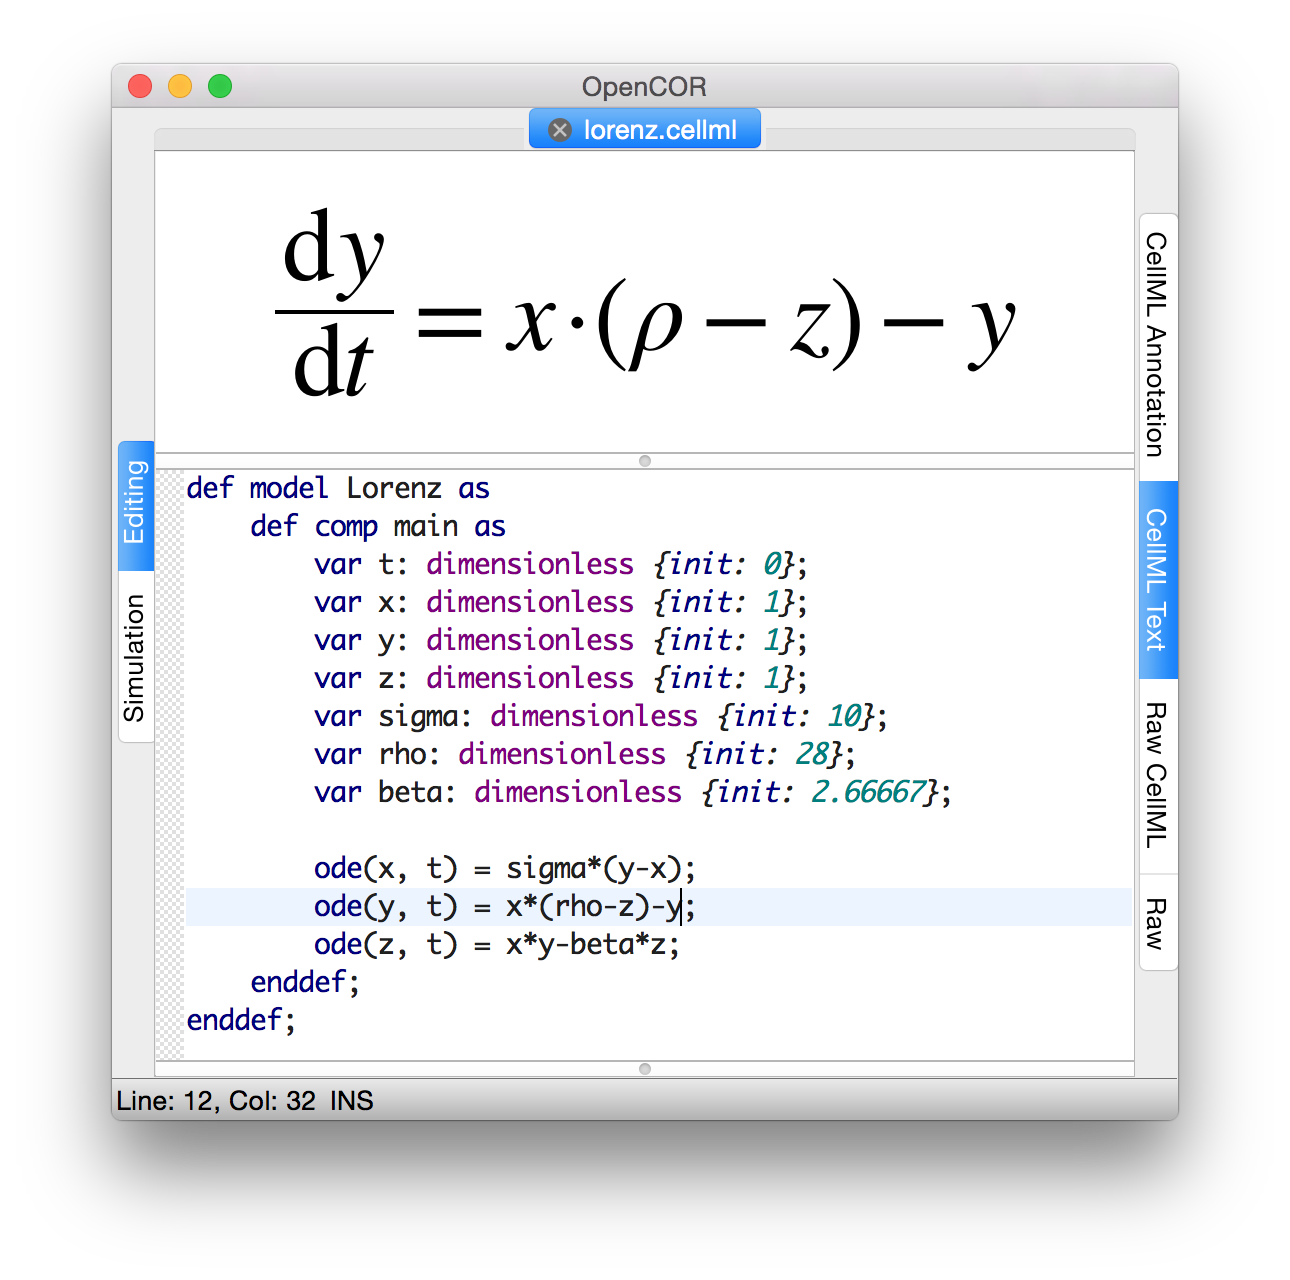 OpenCOR
lorenz.cellml
dy
dt
= x·(ρ − z) − y
Editing
Simulation
CellML Annotation
CellML Text
Raw CellML
Raw
def model Lorenz as
    def comp main as
        var t: dimensionless {init: 0};
        var x: dimensionless {init: 1};
        var y: dimensionless {init: 1};
        var z: dimensionless {init: 1};
        var sigma: dimensionless {init: 10};
        var rho: dimensionless {init: 28};
        var beta: dimensionless {init: 2.66667};
        ode(x, t) = sigma*(y-x);
        ode(y, t) = x*(rho-z)-y;
        ode(z, t) = x*y-beta*z;
    enddef;
enddef;
Line: 12, Col: 32 INS